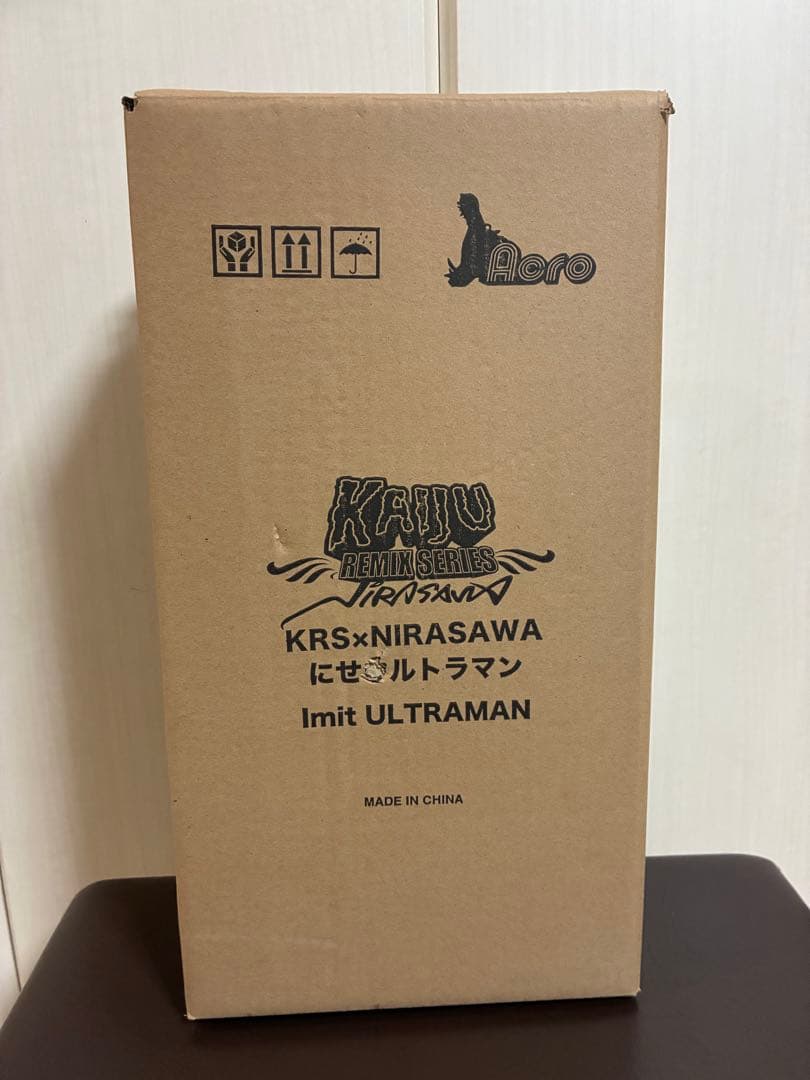 Acro
KAIJU
REMIX SERIES
NIRASAWA
KRS×NIRASAWA
にせ ルトラマン
Imit ULTRAMAN
MADE IN CHINA